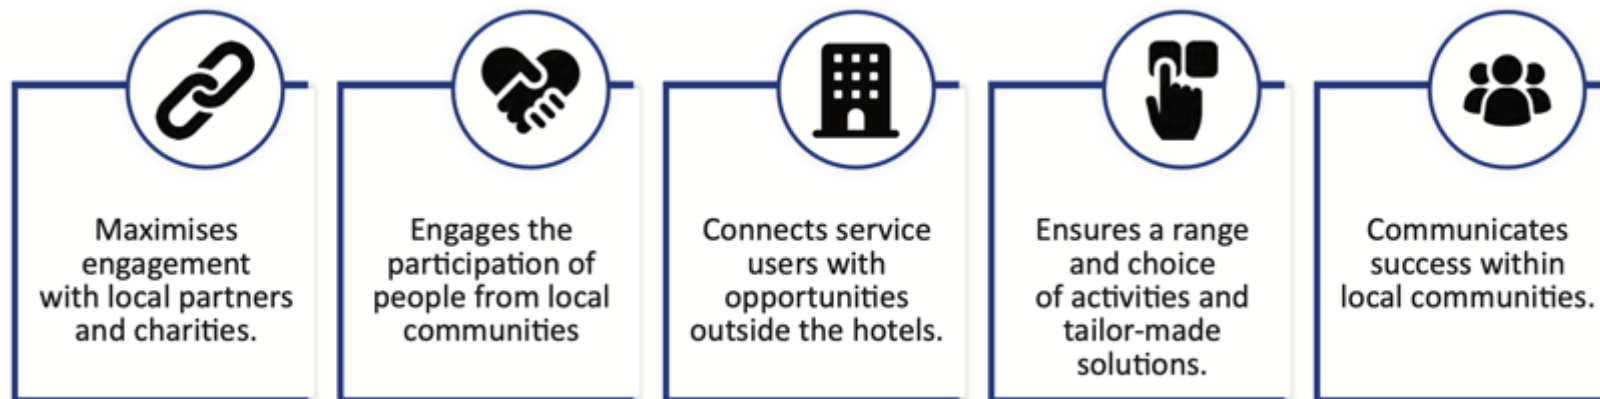 Maximises
engagement
with local partners
and charities.
Engages the
participation of
people from local
communities
Connects service
users with
opportunities
outside the hotels.
Ensures a range
and choice
of activities and
tailor-made
solutions.
Communicates
success within
local communities.